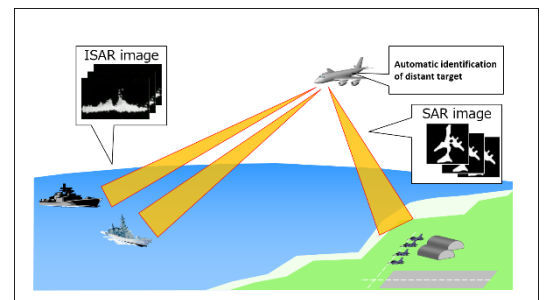 ISAR image
Automatic identification
of distant target
SAR image